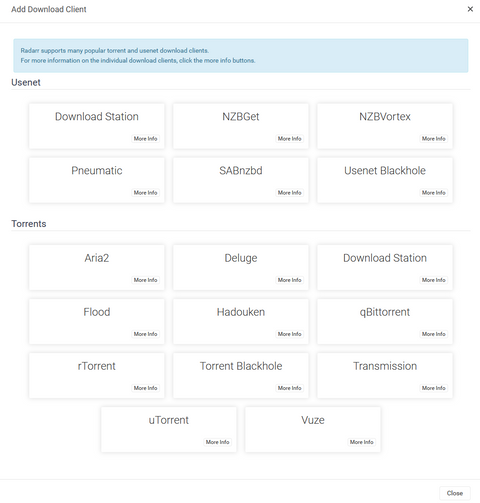 Add Download Client
×
Radarr supports many popular torrent and usenet download clients.
For more information on the individual download clients, click the more info buttons.
Usenet
Download Station
More Info
NZBGet
More Info
NZBVortex
More Info
Pneumatic
More Info
SABnzbd
More Info
Usenet Blackhole
More Info
Torrents
Aria2
More Info
Deluge
More Info
Download Station
More Info
Flood
More Info
Hadouken
More Info
qBittorrent
More Info
rTorrent
More Info
Torrent Blackhole
More Info
Transmission
More Info
uTorrent
More Info
Vuze
More Info
Close